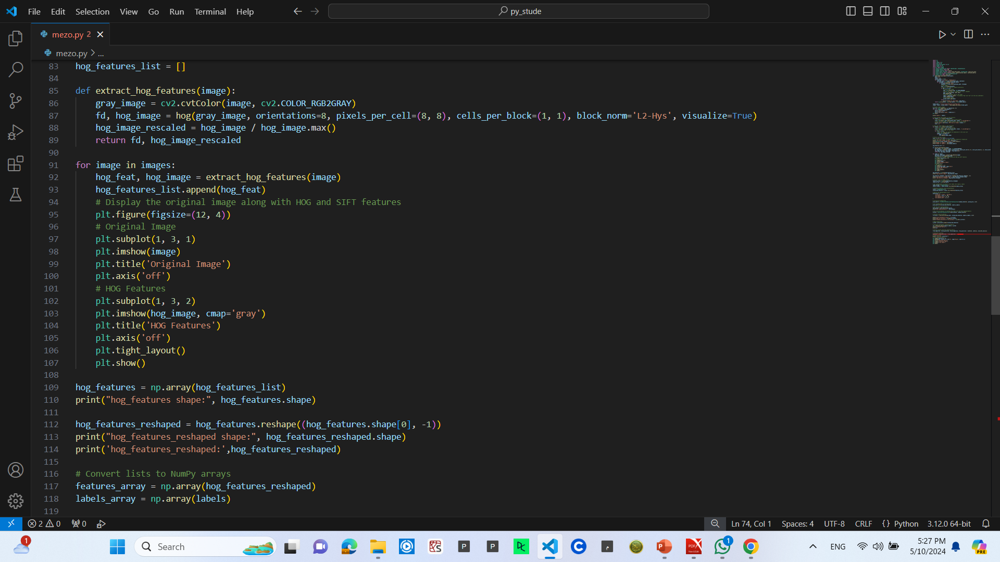 File Edit Selection View Go Run Terminal Help
py_stude
mezo.py 2
mezo.py > ...
83 hog_features_list = []
84
85 def extract_hog_features(image):
86     gray_image = cv2.cvtColor(image, cv2.COLOR_RGB2GRAY)
87     fd, hog_image = hog(gray_image, orientations=8, pixels_per_cell=(8, 8), cells_per_block=(1, 1), block_norm='L2-Hys', visualize=True)
88     hog_image_rescaled = hog_image / hog_image.max()
89     return fd, hog_image_rescaled
90
91 for image in images:
92     hog_feat, hog_image = extract_hog_features(image)
93     hog_features_list.append(hog_feat)
94     # Display the original image along with HOG and SIFT features
95     plt.figure(figsize=(12, 4))
96     # Original Image
97     plt.subplot(1, 3, 1)
98     plt.imshow(image)
99     plt.title('Original Image')
100     plt.axis('off')
101     # HOG Features
102     plt.subplot(1, 3, 2)
103     plt.imshow(hog_image, cmap='gray')
104     plt.title('HOG Features')
105     plt.axis('off')
106     plt.tight_layout()
107     plt.show()
108
109 hog_features = np.array(hog_features_list)
110 print("hog_features shape:", hog_features.shape)
111
112 hog_features_reshaped = hog_features.reshape((hog_features.shape[0], -1))
113 print("hog_features_reshaped shape:", hog_features_reshaped.shape)
114 print('hog_features_reshaped:',hog_features_reshaped)
115
116 # Convert lists to NumPy arrays
117 features_array = np.array(hog_features_reshaped)
118 labels_array = np.array(labels)
119
2 0 0 Ln 74, Col 1 Spaces: 4 UTF-8 CRLF {} Python 3.12.0 64-bit
1 Search P P DC C م P PDF 1 ENG 5:27 PM PRE
5/10/2024